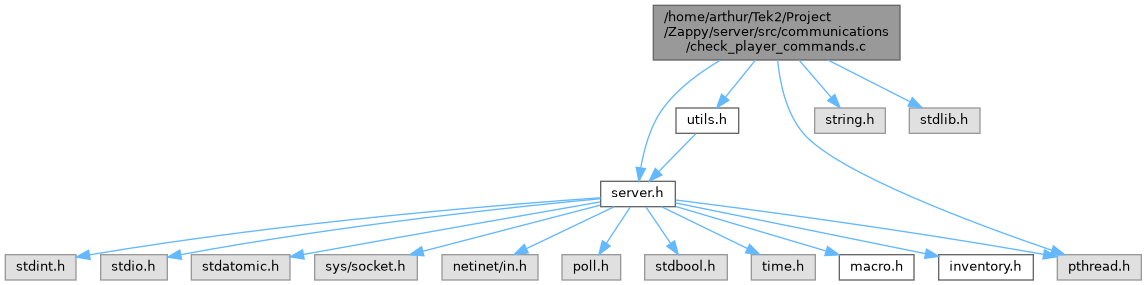 /home/arthur/Tek2/Project
/Zappy/server/src/communications
/check_player_commands.c
utils.h
string.h
stdlib.h
server.h
stdint.h
stdio.h
stdatomic.h
sys/socket.h
netinet/in.h
poll.h
stdbool.h
time.h
macro.h
inventory.h
pthread.h